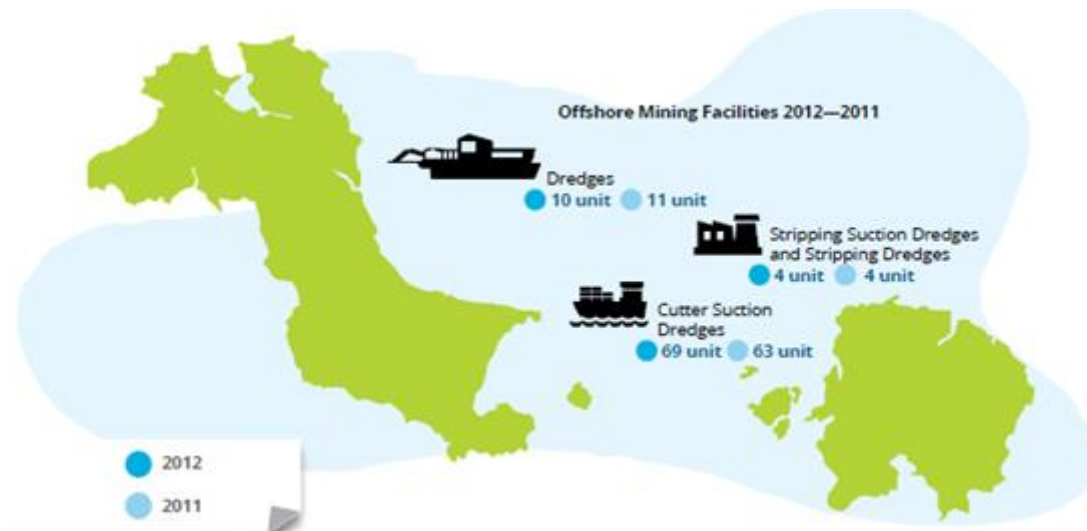 Offshore Mining Facilities 2012—2011
Dredges
10 unit 11 unit
Stripping Suction Dredges
and Stripping Dredges
4 unit 4 unit
Cutter Suction
Dredges
69 unit 63 unit
2012
2011